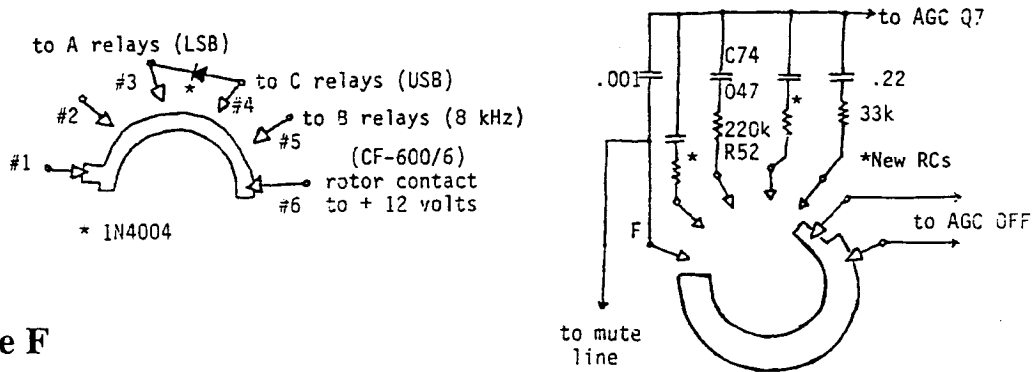 to A relays (LSB)
#3
*
to C relays (USB)
#4
#2
#5
to B relays (8 kHz)
#1
(CF-600/6)
rotor contact
#6
to + 12 volts
* 1N4004
e F
to AGC Q7
.001
C74
047
.22
*
33k
220k
R52
*
*New RCs
F
to AGC OFF
to mute
line